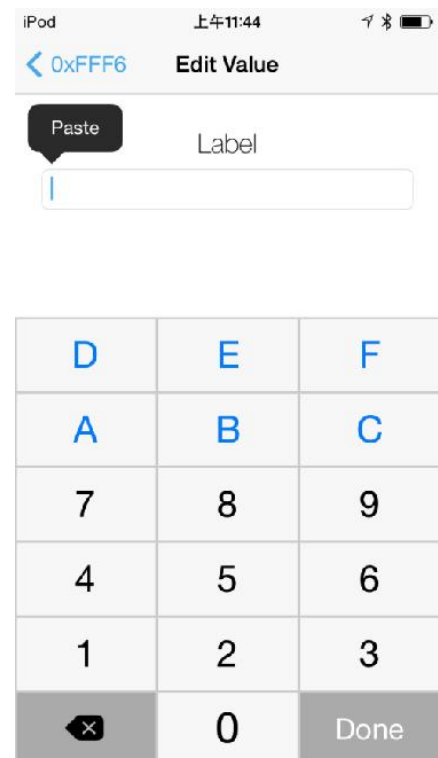 iPod 上午11:44
0xFFF6 Edit Value
Paste
Label
D E F
A B C
7 8 9
4 5 6
1 2 3
0 Done